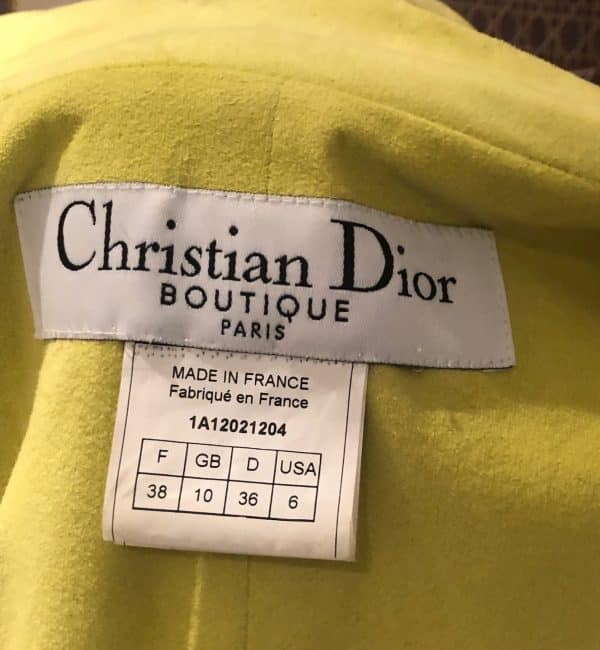 Christian Dior
BOUTIQUE
PARIS
MADE IN FRANCE
Fabriqué en France
1A12021204
F GB D USA
38 10 36 6